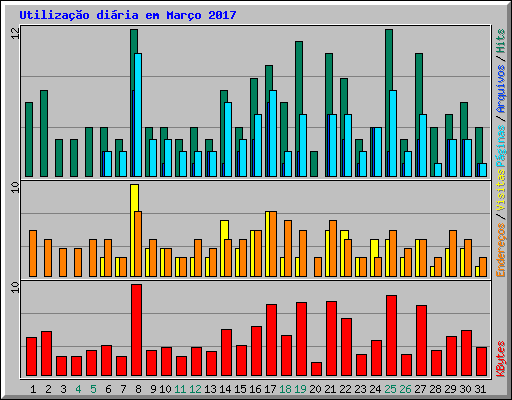 Utilização diária em Março 2017
12
10
10
Endereços / Visitas Páginas / Arquivos / Hits
KBytes
1 2 3 4 5 6 7 8 9 10 11 12 13 14 15 16 17 18 19 20 21 22 23 24 25 26 27 28 29 30 31